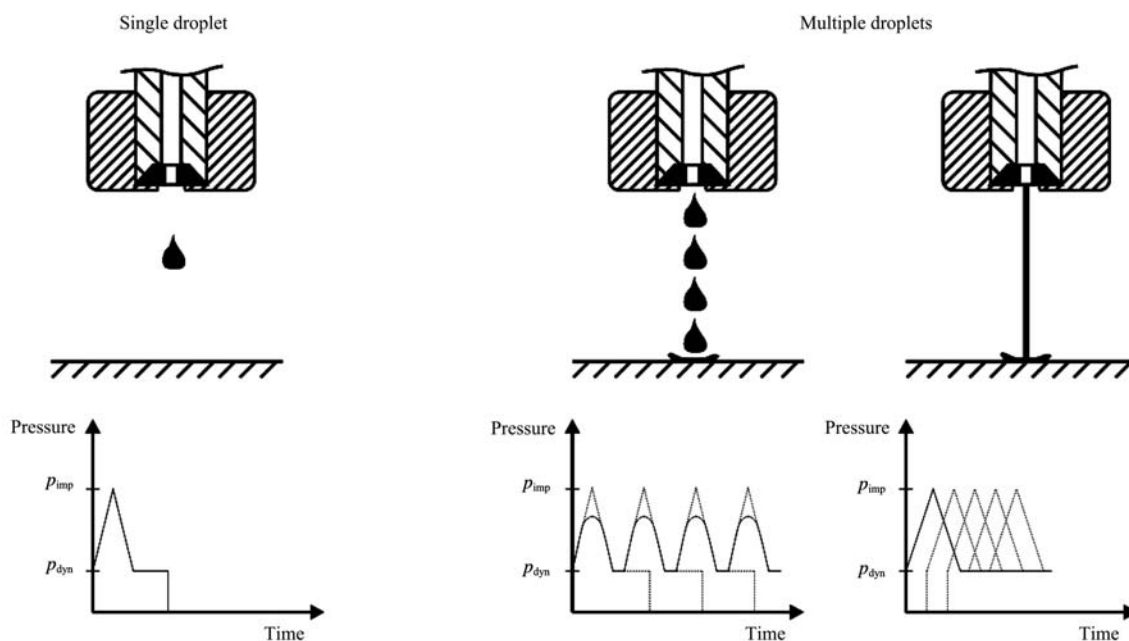 Single droplet
Multiple droplets
Pressure
p_imp
p_dyn
Time
Pressure
p_imp
p_dyn
Time
Pressure
p_imp
p_dyn
Time